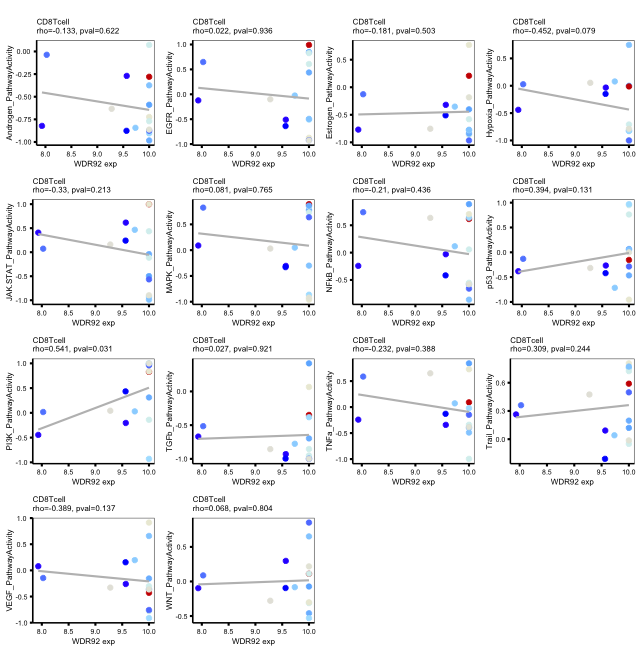 CD8Tcell
rho=-0.133, pval=0.622
Androgen_PathwayActivity
0.00
-0.25
-0.50
-0.75
-1.00
8.0 8.5 9.0 9.5 10.0
WDR92 exp
CD8Tcell
rho=0.022, pval=0.936
EGFR_PathwayActivity
1.0
0.5
0.0
-0.5
-1.0
8.0 8.5 9.0 9.5 10.0
WDR92 exp
CD8Tcell
rho=-0.181, pval=0.503
Estrogen_PathwayActivity
0.5
0.0
-0.5
-1.0
8.0 8.5 9.0 9.5 10.0
WDR92 exp
CD8Tcell
rho=-0.452, pval=0.079
Hypoxia_PathwayActivity
0.5
0.0
-0.5
-1.0
8.0 8.5 9.0 9.5 10.0
WDR92 exp
CD8Tcell
rho=-0.33, pval=0.213
JAK-STAT_PathwayActivity
1.0
0.5
0.0
-0.5
-1.0
8.0 8.5 9.0 9.5 10.0
WDR92 exp
CD8Tcell
rho=0.081, pval=0.765
MAPK_PathwayActivity
0.5
0.0
-0.5
-1.0
8.0 8.5 9.0 9.5 10.0
WDR92 exp
CD8Tcell
rho=-0.21, pval=0.436
NFkB_PathwayActivity
0.5
0.0
-0.5
8.0 8.5 9.0 9.5 10.0
WDR92 exp
CD8Tcell
rho=0.394, pval=0.131
p53_PathwayActivity
1.0
0.5
0.0
-0.5
-1.0
8.0 8.5 9.0 9.5 10.0
WDR92 exp
CD8Tcell
rho=0.541, pval=0.031
PI3K_PathwayActivity
1.0
0.5
0.0
-0.5
-1.0
8.0 8.5 9.0 9.5 10.0
WDR92 exp
CD8Tcell
rho=0.027, pval=0.921
TGFb_PathwayActivity
0.0
-0.5
-1.0
8.0 8.5 9.0 9.5 10.0
WDR92 exp
CD8Tcell
rho=-0.232, pval=0.388
TNFa_PathwayActivity
0.5
0.0
-0.5
-1.0
8.0 8.5 9.0 9.5 10.0
WDR92 exp
CD8Tcell
rho=0.309, pval=0.244
Trail_PathwayActivity
0.6
0.3
0.0
8.0 8.5 9.0 9.5 10.0
WDR92 exp
CD8Tcell
rho=-0.389, pval=0.137
VEGF_PathwayActivity
1.0
0.5
0.0
-0.5
-1.0
8.0 8.5 9.0 9.5 10.0
WDR92 exp
CD8Tcell
rho=0.068, pval=0.804
WNT_PathwayActivity
0.5
0.0
-0.5
8.0 8.5 9.0 9.5 10.0
WDR92 exp